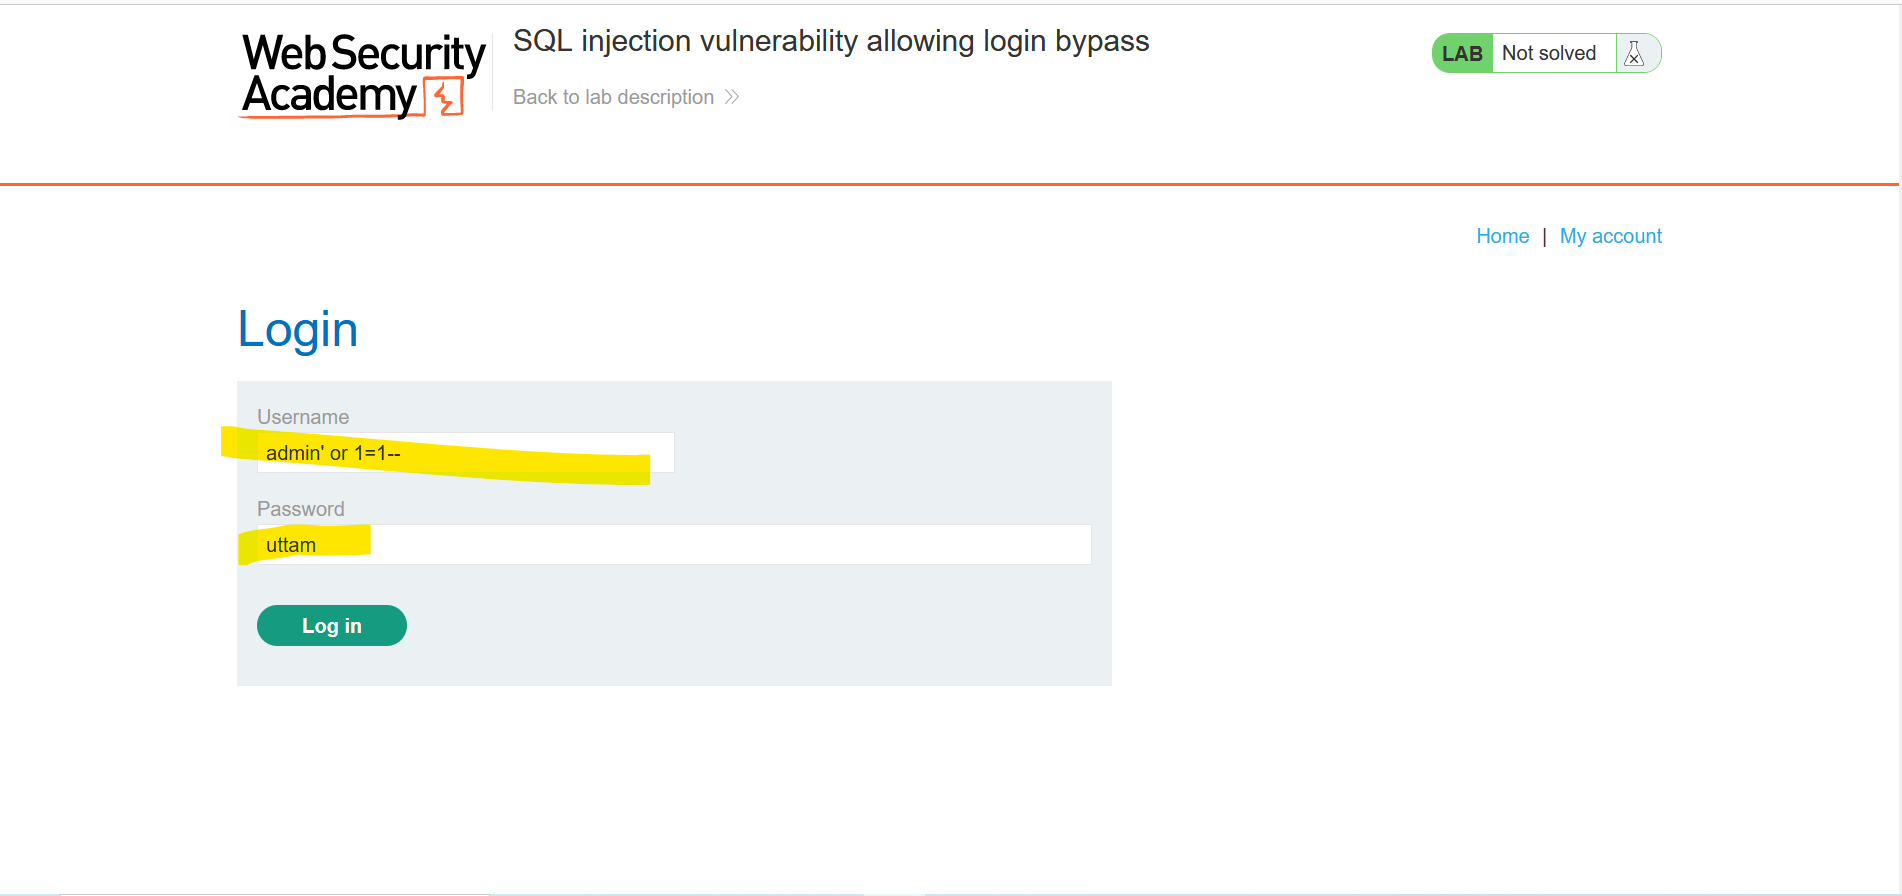 Web Security
Academy
SQL injection vulnerability allowing login bypass
Back to lab description
LAB Not solved
Home | My account
Login
Username
admin' or 1=1--
Password
uttam
Log in